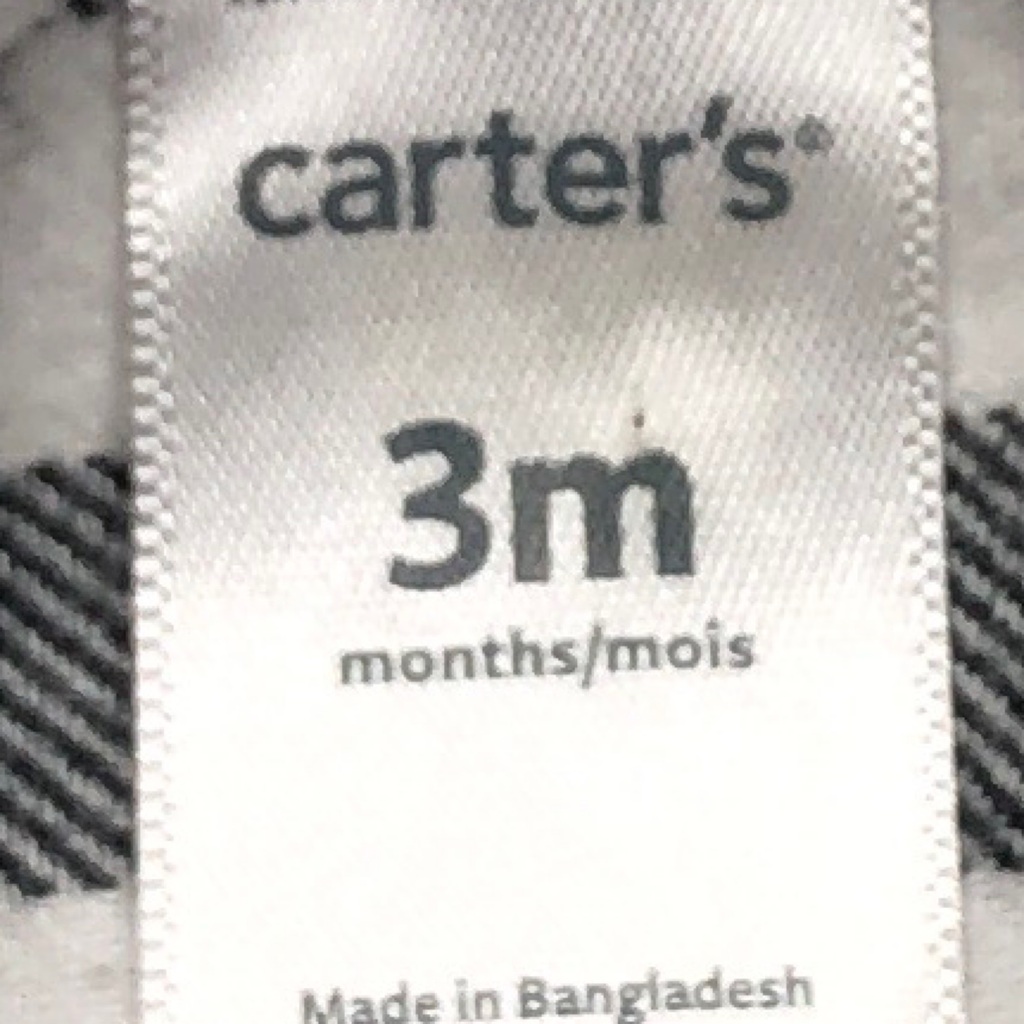 carter's®
3m
months/mois
Made in Bangladesh